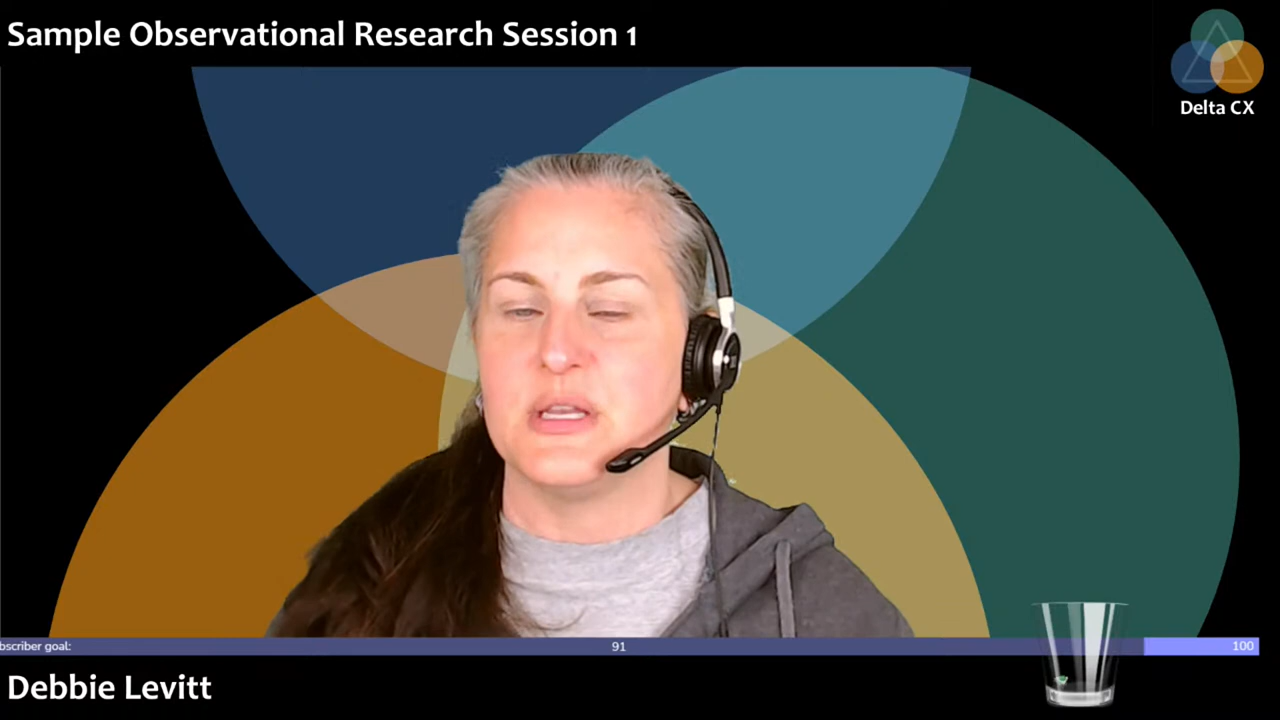 Sample Observational Research Session 1
Delta CX
bscriber goal:
91
100
Debbie Levitt